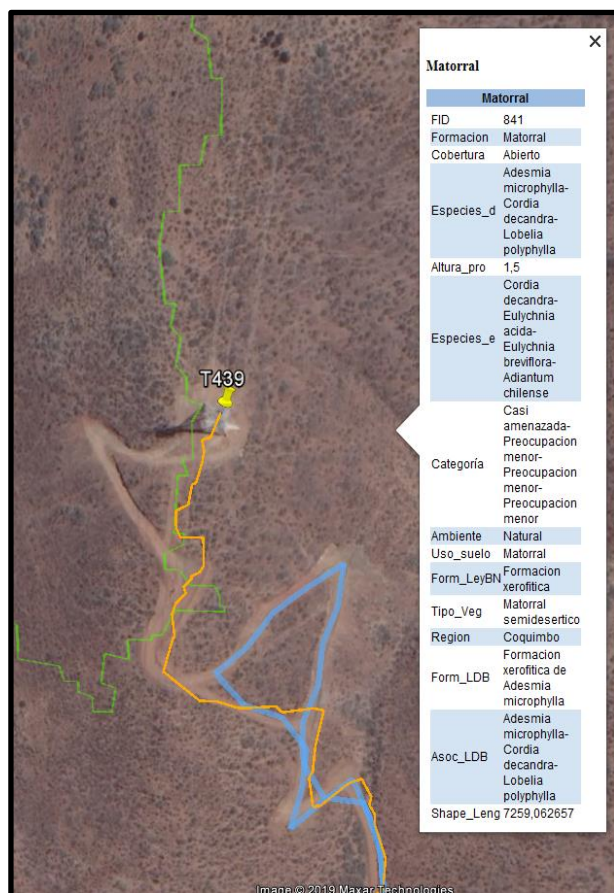 ×
Matorral
Matorral
FID 841
Formacion Matorral
Cobertura Abierto
Especies_d Adesmia
microphylla-
Cordia
decandra-
Lobelia
polyphylla
Altura_pro 1,5
Especies_e Cordia
decandra-
Eulychnia
acida-
Eulychnia
breviflora-
Adiantum
chilense
Categoría Casi
amenazada-
Preocupacion
menor-
Preocupacion
menor-
Preocupacion
menor
Ambiente Natural
Uso_suelo Matorral
Form_LeyBN Formacion
xerofitica
Tipo_Veg Matorral
semidesertico
Region Coquimbo
Form_LDB Formacion
xerofitica de
Adesmia
microphylla
Asoc_LDB Adesmia
microphylla-
Cordia
decandra-
Lobelia
polyphylla
Shape_Leng 7259,062657
T439
Image © 2019 Maxar Technologies